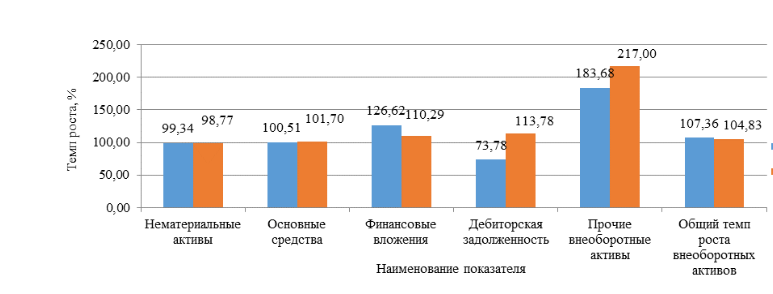 250,00
200,00
150,00
100,00
50,00
0,00
Темп роста, %
99,34
98,77
100,51
101,70
126,62
110,29
73,78
113,78
183,68
217,00
107,36
104,83
Нематериальные
активы
Основные
средства
Финансовые
вложения
Дебиторская
задолженность
Прочие
внеоборотные
активы
Общий темп
роста
внеоборотных
активов
Наименование показателя